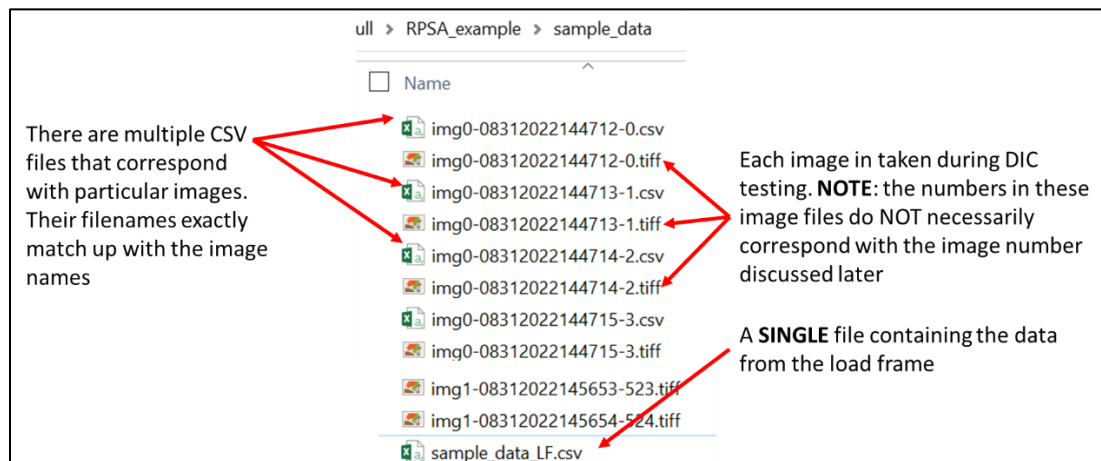 ull > RPSA_example > sample_data
Name
There are multiple CSV
files that correspond
with particular images.
Their filenames exactly
match up with the image
names
img0-08312022144712-0.csv
img0-08312022144712-0.tiff
img0-08312022144713-1.csv
img0-08312022144713-1.tiff
img0-08312022144714-2.csv
img0-08312022144714-2.tiff
img0-08312022144715-3.csv
img0-08312022144715-3.tiff
img1-08312022145653-523.tiff
img1-08312022145654-524.tiff
sample_data_LF.csv
Each image in taken during DIC
testing. NOTE: the numbers in these
image files do NOT necessarily
correspond with the image number
discussed later
A SINGLE file containing the data
from the load frame